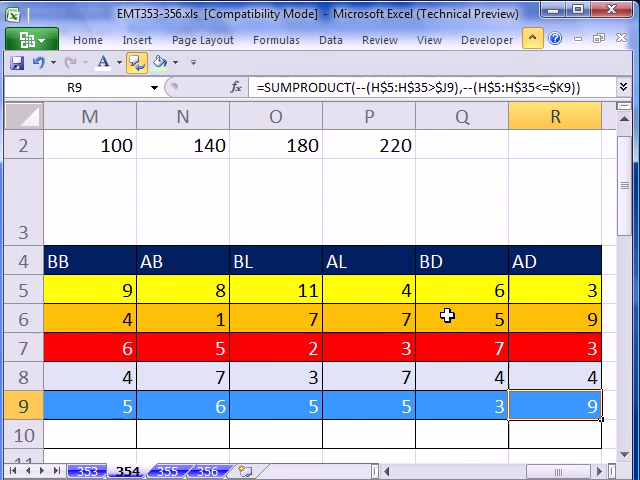 EMT353-356.xls [Compatibility Mode] - Microsoft Excel (Technical Preview)
Home Insert Page Layout Formulas Data Review View Developer
R9 fx =SUMPRODUCT(--(H$5:H$35>$J9),--(H$5:H$35<=$K9))
M N O P Q R
2 100 140 180 220
3
4 BB AB BL AL BD AD
5 9 8 11 4 6 3
6 4 1 7 7 5 9
7 6 5 2 3 7 3
8 4 7 3 7 4 4
9 5 6 5 5 3 9
10
11
353 354 355 356